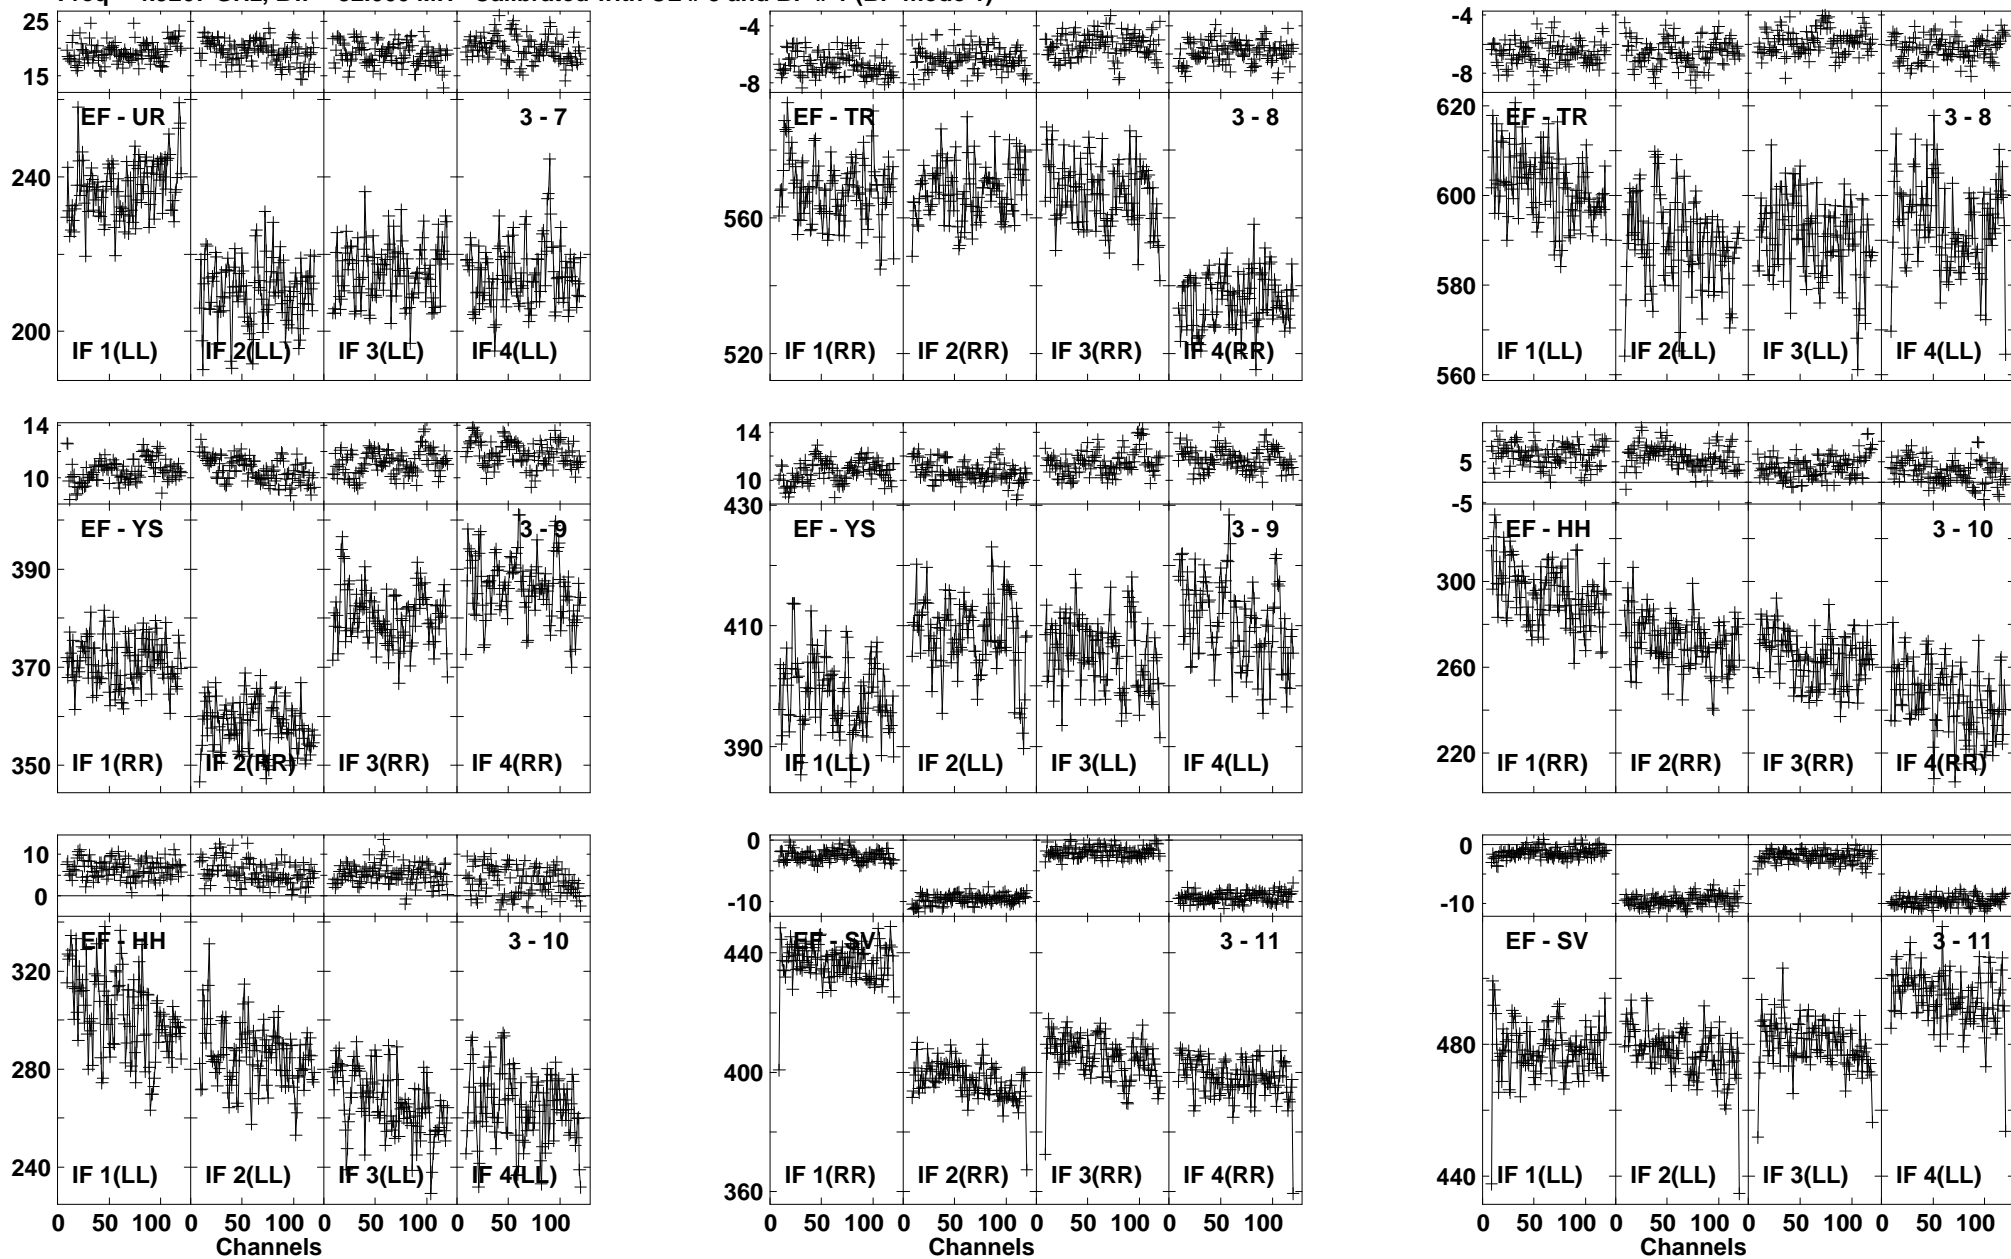 25
15
EF - UR 3 - 7
240
200
IF 1(LL) IF 2(LL) IF 3(LL) IF 4(LL)
-4
-8
EF - TR 3 - 8
560
520
IF 1(RR) IF 2(RR) IF 3(RR) IF 4(RR)
-4
-8
620
EF - TR 3 - 8
600
580
560
IF 1(LL) IF 2(LL) IF 3(LL) IF 4(LL)
14
10
EF - YS 3 - 9
390
370
350
IF 1(RR) IF 2(RR) IF 3(RR) IF 4(RR)
14
10
430
EF - YS 3 - 9
410
390
IF 1(LL) IF 2(LL) IF 3(LL) IF 4(LL)
5
-5
EF - HH 3 - 10
300
260
220
IF 1(RR) IF 2(RR) IF 3(RR) IF 4(RR)
10
0
EF - HH 3 - 10
320
280
240
IF 1(LL) IF 2(LL) IF 3(LL) IF 4(LL)
0 50 100 0 50 100 0 50 100 0 50 100
Channels
0
-10
EF - SV 3 - 11
440
400
360
IF 1(RR) IF 2(RR) IF 3(RR) IF 4(RR)
0 50 100 0 50 100 0 50 100 0 50 100
Channels
0
-10
EF - SV 3 - 11
480
440
IF 1(LL) IF 2(LL) IF 3(LL) IF 4(LL)
0 50 100 0 50 100 0 50 100 0 50 100
Channels